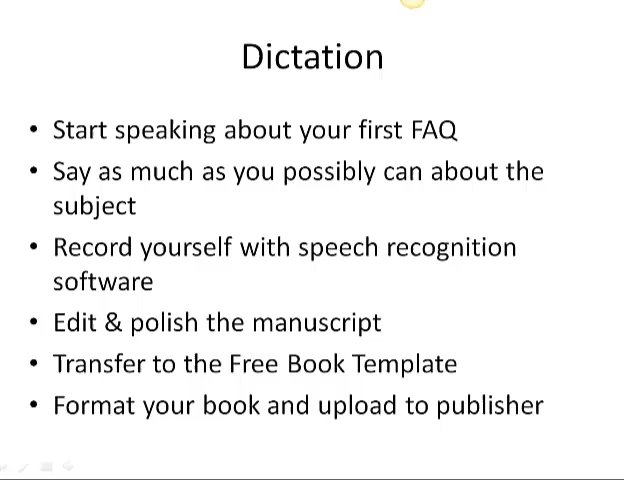 Dictation
• Start speaking about your first FAQ
• Say as much as you possibly can about the
subject
• Record yourself with speech recognition
software
• Edit & polish the manuscript
• Transfer to the Free Book Template
• Format your book and upload to publisher